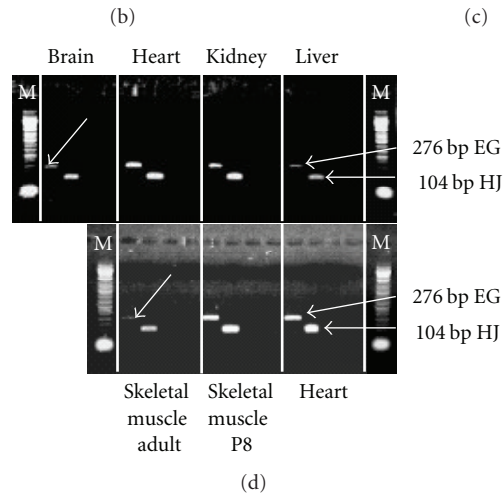 (b) (c)
Brain Heart Kidney Liver
M M
276 bp EG
104 bp HJ
M M
276 bp EG
104 bp HJ
Skeletal muscle adult
Skeletal muscle P8
Heart
(d)